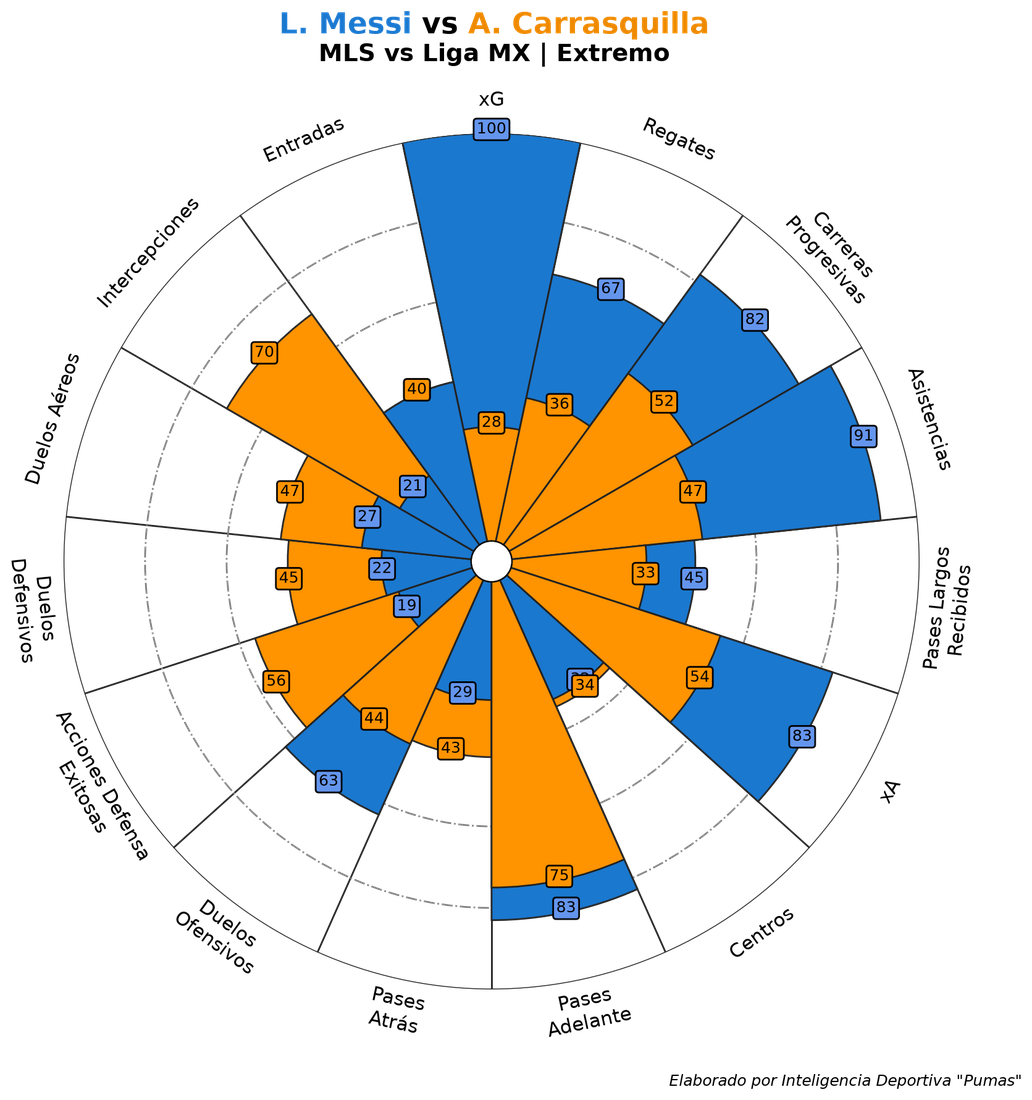 L. Messi vs A. Carrasquilla
MLS vs Liga MX | Extremo
xG
100
28
Regates
67
36
Carreras
Progresivas
82
52
Asistencias
91
47
Pases Largos
Recibidos
45
33
xA
83
54
Centros
34
Pases
Adelante
75
83
Pases
Atrás
29
43
Duelos
Ofensivos
44
63
Acciones Defensa
Exitosas
19
56
Duelos
Defensivos
22
45
Duelos Aéreos
27
47
Intercepciones
70
21
Entradas
40
Elaborado por Inteligencia Deportiva "Pumas"